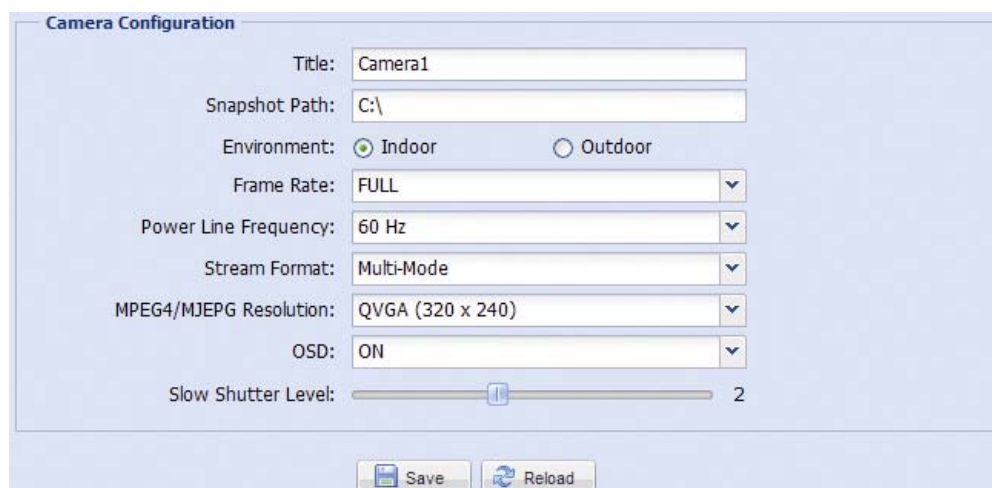 Camera Configuration
Title: Camera1
Snapshot Path: C:\
Environment: Indoor Outdoor
Frame Rate: FULL
Power Line Frequency: 60 Hz
Stream Format: Multi-Mode
MPEG4/MJEPG Resolution: QVGA (320 x 240)
OSD: ON
Slow Shutter Level: 2
Save Reload